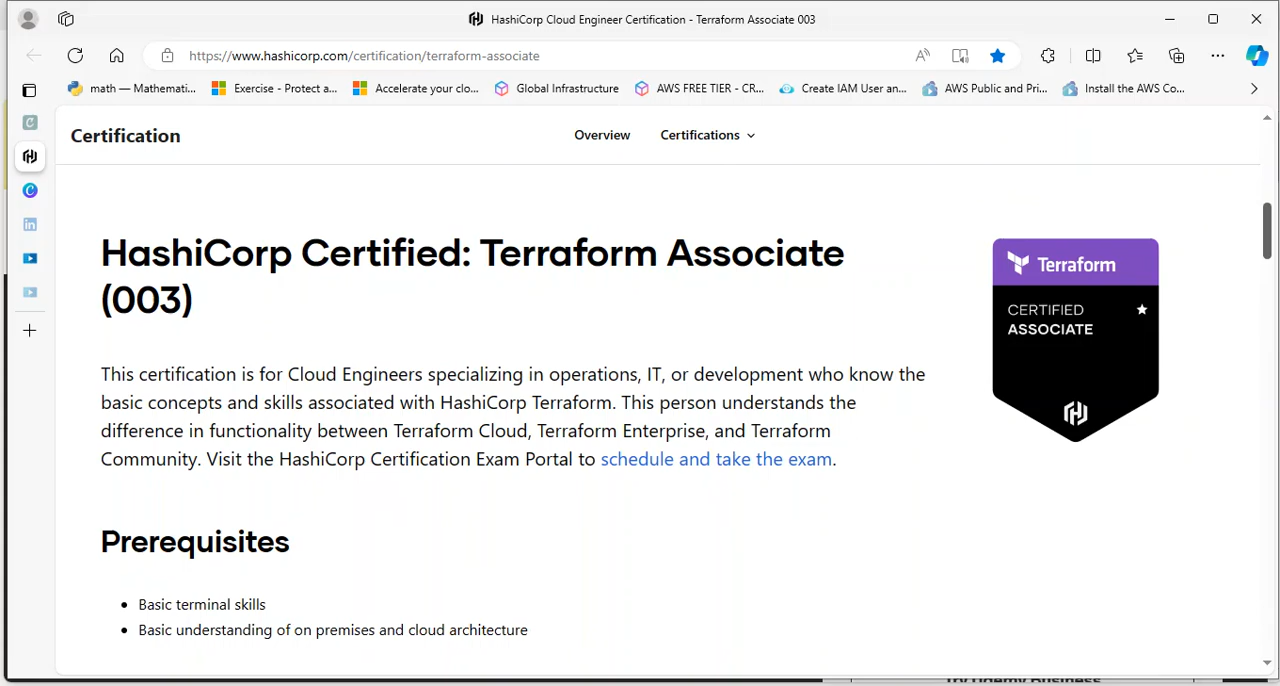 HashiCorp Cloud Engineer Certification - Terraform Associate 003
https://www.hashicorp.com/certification/terraform-associate
math — Mathemati...
Exercise - Protect a...
Accelerate your clo...
Global Infrastructure
AWS FREE TIER - CR...
Create IAM User an...
AWS Public and Pri...
Install the AWS Co...
Certification
Overview
Certifications
HashiCorp Certified: Terraform Associate
(003)
Terraform
CERTIFIED
ASSOCIATE
This certification is for Cloud Engineers specializing in operations, IT, or development who know the
basic concepts and skills associated with HashiCorp Terraform. This person understands the
difference in functionality between Terraform Cloud, Terraform Enterprise, and Terraform
Community. Visit the HashiCorp Certification Exam Portal to schedule and take the exam.
Prerequisites
• Basic terminal skills
• Basic understanding of on premises and cloud architecture